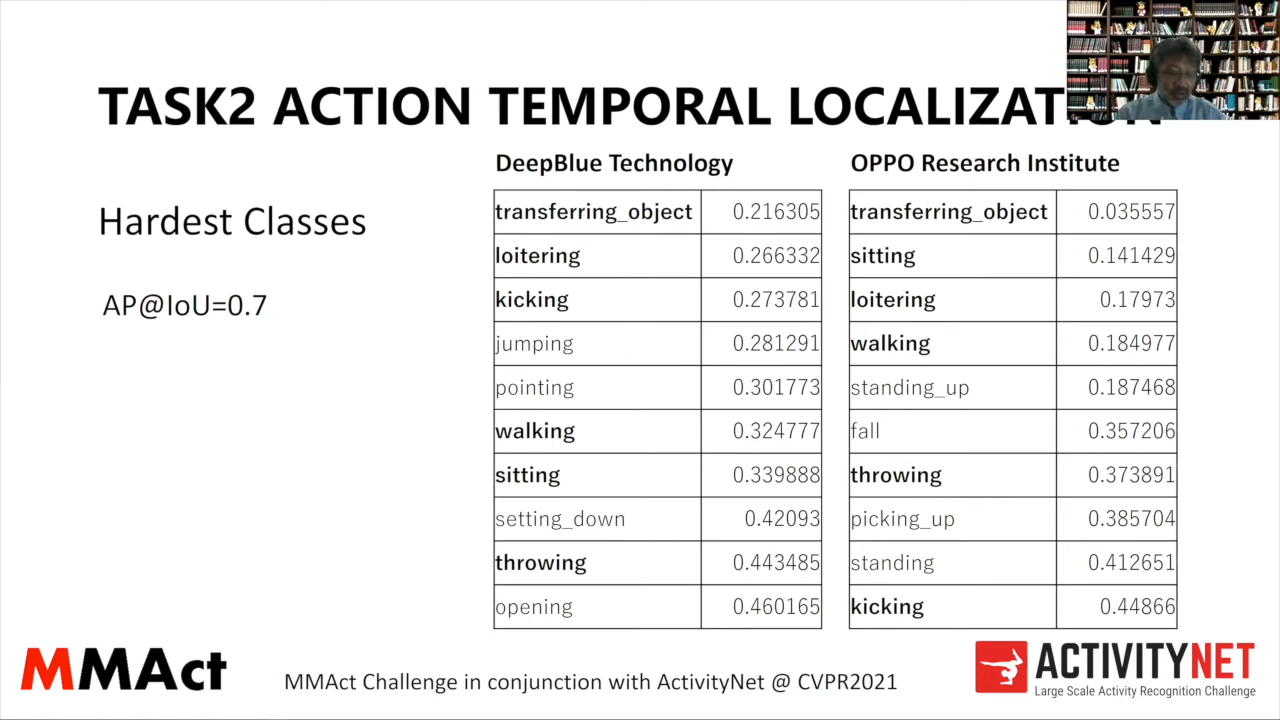 TASK2 ACTION TEMPORAL LOCALIZATION
DeepBlue Technology OPPO Research Institute
Hardest Classes
AP@IoU=0.7
transferring_object 0.216305 transferring_object 0.035557
loitering 0.266332 sitting 0.141429
kicking 0.273781 loitering 0.17973
jumping 0.281291 walking 0.184977
pointing 0.301773 standing_up 0.187468
walking 0.324777 fall 0.357206
sitting 0.339888 throwing 0.373891
setting_down 0.42093 picking_up 0.385704
throwing 0.443485 standing 0.412651
opening 0.460165 kicking 0.44866
MMAct
MMAct Challenge in conjunction with ActivityNet @ CVPR2021
ACTIVITYNET
Large Scale Activity Recognition Challenge